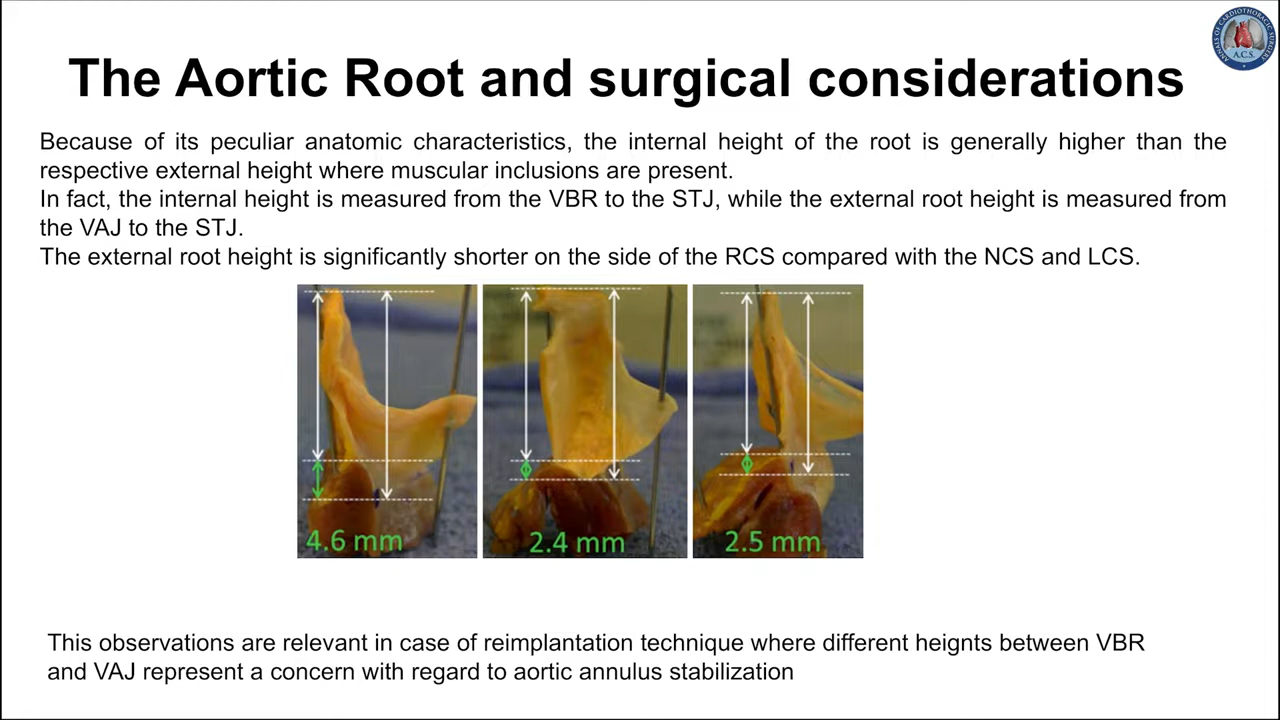 ANNALS OF CARDIOTHORACIC SURGERY
A.C.S.
The Aortic Root and surgical considerations
Because of its peculiar anatomic characteristics, the internal height of the root is generally higher than the
respective external height where muscular inclusions are present.
In fact, the internal height is measured from the VBR to the STJ, while the external root height is measured from
the VAJ to the STJ.
The external root height is significantly shorter on the side of the RCS compared with the NCS and LCS.
4.6 mm
2.4 mm
2.5 mm
This observations are relevant in case of reimplantation technique where different heignts between VBR
and VAJ represent a concern with regard to aortic annulus stabilization